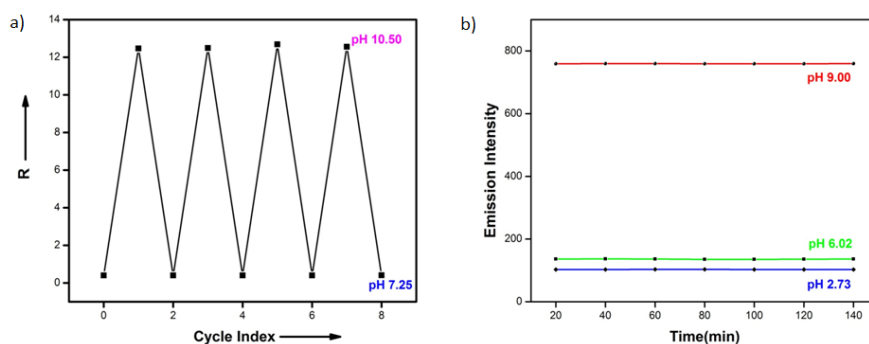 a)
14
12
10
8
6
4
2
0
R
pH 10.50
pH 7.25
0 2 4 6 8
Cycle Index
b)
800
600
400
200
0
Emission Intensity
pH 9.00
pH 6.02
pH 2.73
20 40 60 80 100 120 140
Time(min)